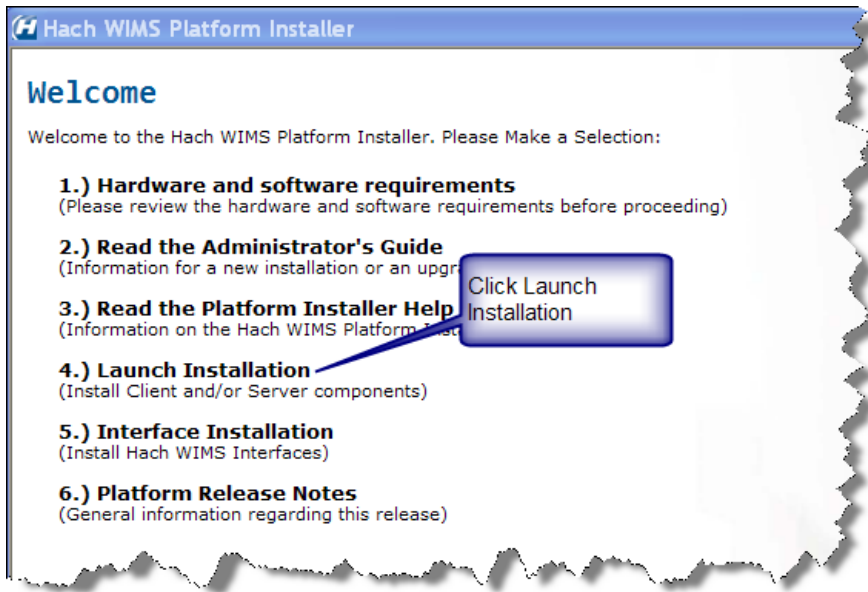 Hach WIMS Platform Installer
Welcome
Welcome to the Hach WIMS Platform Installer. Please Make a Selection:
1.) Hardware and software requirements
(Please review the hardware and software requirements before proceeding)
2.) Read the Administrator's Guide
(Information for a new installation or an
3.) Read the Platform Installer Help
(Information on the Hach WIMS Platform
Click Launch
Installation
4.) Launch Installation
(Install Client and/or Server components)
5.) Interface Installation
(Install Hach WIMS Interfaces)
6.) Platform Release Notes
(General information regarding this release)